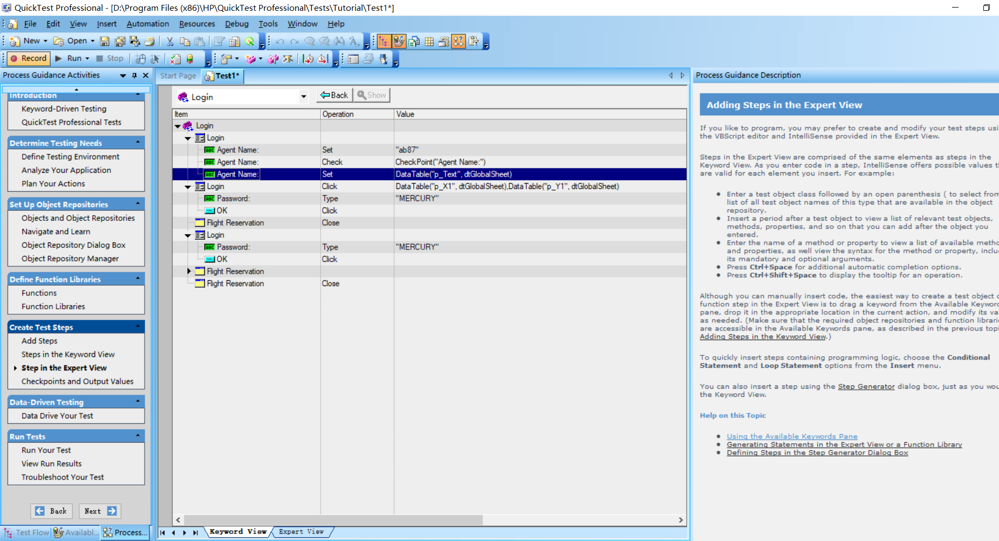 QuickTest Professional - [D:\Program Files (x86)\HP\QuickTest Professional\Tests\Tutorial\Test1*]
File Edit View Insert Automation Resources Debug Tools Window Help
New Open
Record Run Stop
Process Guidance Activities
Introduction
Keyword-Driven Testing
QuickTest Professional Tests
Determine Testing Needs
Define Testing Environment
Analyze Your Application
Plan Your Actions
Set Up Object Repositories
Objects and Object Repositories
Navigate and Learn
Object Repository Dialog Box
Object Repository Manager
Define Function Libraries
Functions
Function Libraries
Create Test Steps
Add Steps
Steps in the Keyword View
Step in the Expert View
Checkpoints and Output Values
Data-Driven Testing
Data Drive Your Test
Run Tests
Run Your Test
View Run Results
Troubleshoot Your Test
Back Next
Test Flow Availabl... Process...
Start Page Test1*
Login Back Show
Item Operation Value
Login
Login
ABC Agent Name: Set "ab87"
ABC Agent Name: Check CheckPoint("Agent Name:")
ABC Agent Name: Set DataTable("p_Text", dtGlobalSheet)
Login Click DataTable("p_X1", dtGlobalSheet),DataTable("p_Y1", dtGlobalSheet)
ABC Password: Type "MERCURY"
OK Click
Flight Reservation Close
Login
ABC Password: Type "MERCURY"
OK Click
Flight Reservation
Flight Reservation Close
Keyword View Expert View
Process Guidance Description
Adding Steps in the Expert View
If you like to program, you may prefer to create and modify your test steps usi
the VBScript editor and IntelliSense provided in the Expert View.
Steps in the Expert View are comprised of the same elements as steps in the
Keyword View. As you enter code in a step, IntelliSense offers possible values t
are valid for each element you insert. For example:
• Enter a test object class followed by an open parenthesis ( to select from
list of all test object names of this type that are available in the object
repository.
• Insert a period after a test object to view a list of relevant test objects,
methods, properties, and so on that you can add after the object you
entered.
• Enter the name of a method or property to view a list of available metho
and properties, as well view the syntax for the method or property, inclu
its mandatory and optional arguments.
• Press Ctrl+Space for additional automatic completion options.
• Press Ctrl+Shift+Space to display the tooltip for an operation.
Although you can manually insert code, the easiest way to create a test object o
function step in the Expert View is to drag a keyword from the Available Keyword
pane, drop it in the appropriate location in the current action, and modify its va
as needed. (Make sure that the required object repositories and function librari
are accessible in the Available Keywords pane, as described in the previous topi
Adding Steps in the Keyword View.)
To quickly insert steps containing programming logic, choose the Conditional
Statement and Loop Statement options from the Insert menu.
You can also insert a step using the Step Generator dialog box, just as you wou
the Keyword View.
Help on this Topic
• Using the Available Keywords Pane
• Generating Statements in the Expert View or a Function Library
• Defining Steps in the Step Generator Dialog Box